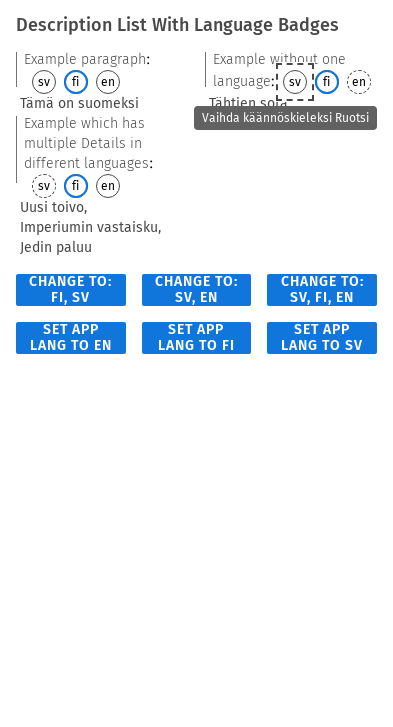 Description List With Language Badges
Example paragraph:
sv fi en
Tämä on suomeksi
Example without one
language: sv fi en
Tähtien sota
Vaihda käännöskieleksi Ruotsi
Example which has
multiple Details in
different languages:
sv fi en
Uusi toivo,
Imperiumin vastaisku,
Jedin paluu
CHANGE TO:
FI, SV
CHANGE TO:
SV, EN
CHANGE TO:
SV, FI, EN
SET APP
LANG TO EN
SET APP
LANG TO FI
SET APP
LANG TO SV